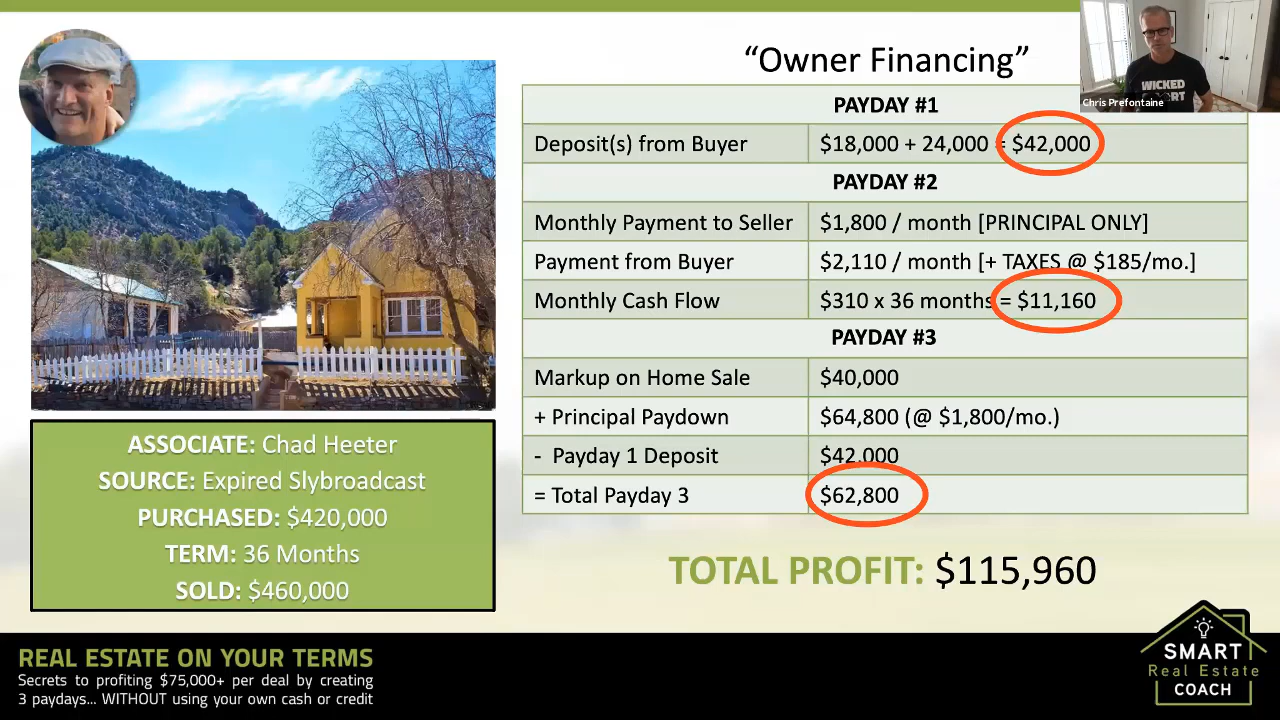 “Owner Financing”
WICKED
Chris Prefontaine
PAYDAY #1
Deposit(s) from Buyer $18,000 + 24,000 = $42,000
PAYDAY #2
Monthly Payment to Seller $1,800 / month [PRINCIPAL ONLY]
Payment from Buyer $2,110 / month [+ TAXES @ $185/mo.]
Monthly Cash Flow $310 x 36 months = $11,160
PAYDAY #3
Markup on Home Sale $40,000
+ Principal Paydown $64,800 (@ $1,800/mo.)
- Payday 1 Deposit $42,000
= Total Payday 3 $62,800
TOTAL PROFIT: $115,960
ASSOCIATE: Chad Heeter
SOURCE: Expired Slybroadcast
PURCHASED: $420,000
TERM: 36 Months
SOLD: $460,000
REAL ESTATE ON YOUR TERMS
Secrets to profiting $75,000+ per deal by creating
3 paydays... WITHOUT using your own cash or credit
SMART
Real Estate
COACH